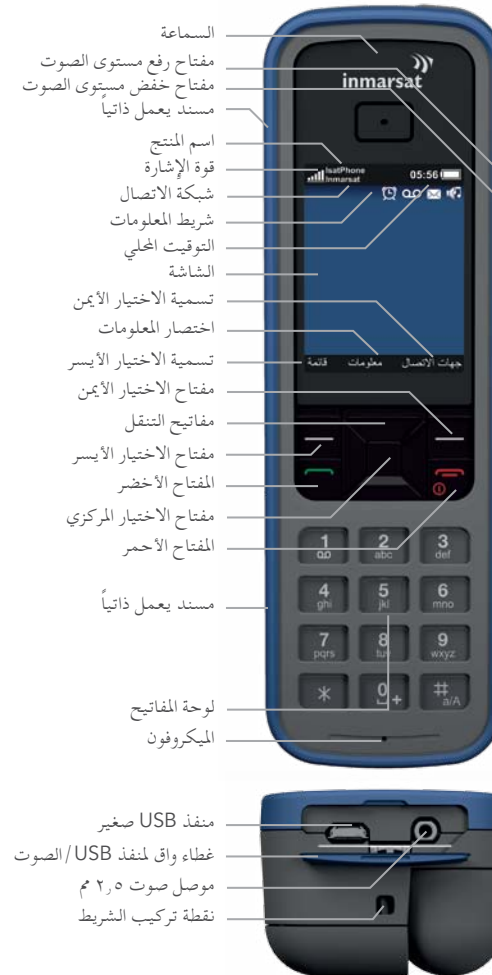 السماعة
مفتاح رفع مستوى الصوت
مفتاح خفض مستوى الصوت
مسند يعمل ذاتياً
اسم المنتج
قوة الإشارة
شبكة الاتصال
شريط المعلومات
التوقيت المحلي
الشاشة
تسمية الاختيار الأيمن
اختصار المعلومات
تسمية الاختيار الأيسر
مفتاح الاختيار الأيمن
مفاتيح التنقل
مفتاح الاختيار الأيسر
المفتاح الأخضر
مفتاح الاختيار المركزي
المفتاح الأحمر
مسند يعمل ذاتياً
لوحة المفاتيح
الميكروفون
inmarsat
IsatPhone
Inmarsat
05:56
قائمة معلومات جهات الاتصال
1 2 3
abc def
4 5 6
ghi jkl mno
7 8 9
pqrs tuv wxyz
* 0 + #
a/A
منفذ USB صغير
غطاء واق لمنفذ USB/الصوت
موصل صوت ٢,٥ مم
نقطة تركيب الشريط